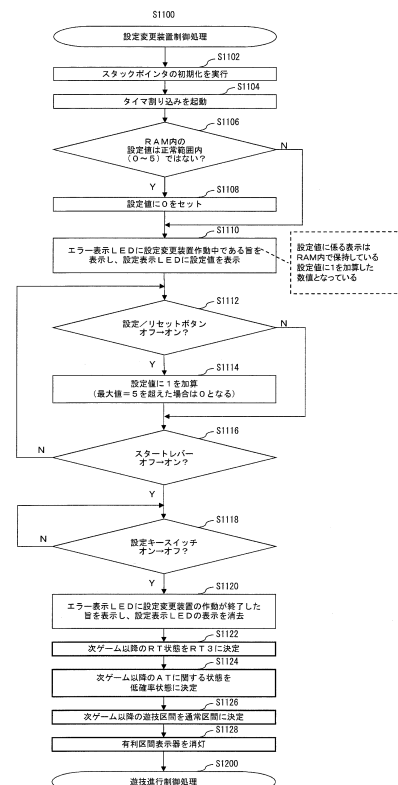 S1100
設定変更装置制御処理
S1102
スタックポインタの初期化を実行
S1104
タイマ割り込みを起動
S1106
RAM内の
設定値は正常範囲内
(0～5)ではない?
N
Y
S1108
設定値に0をセット
S1110
エラー表示LEDに設定変更装置作動中である旨を
表示し、設定表示LEDに設定値を表示
設定値に係る表示は
RAM内で保持している
設定値に1を加算した
数値となっている
S1112
設定/リセットボタン
オフ→オン?
N
Y
S1114
設定値に1を加算
(最大値=5を超えた場合は0となる)
S1116
スタートレバー
オフ→オン?
N
Y
S1118
設定キースイッチ
オン→オフ?
N
Y
S1120
エラー表示LEDに設定変更装置の作動が終了した
旨を表示し、設定表示LEDの表示を消去
S1122
次ゲーム以降のRT状態をRT3に決定
S1124
次ゲーム以降のATに関する状態を
低確率状態に決定
S1126
次ゲーム以降の遊技区間を通常区間に決定
S1128
有利区間表示器を消灯
S1200
遊技進行制御処理